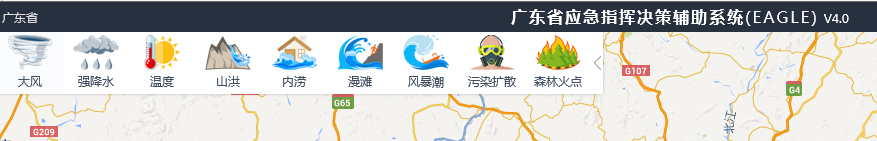 广东省
广东省应急指挥决策辅助系统(EAGLE) V4.0
大风 强降水 温度 山洪 内涝 漫滩 风暴潮 污染扩散 森林火点
G107
G4
G65
G209
北江